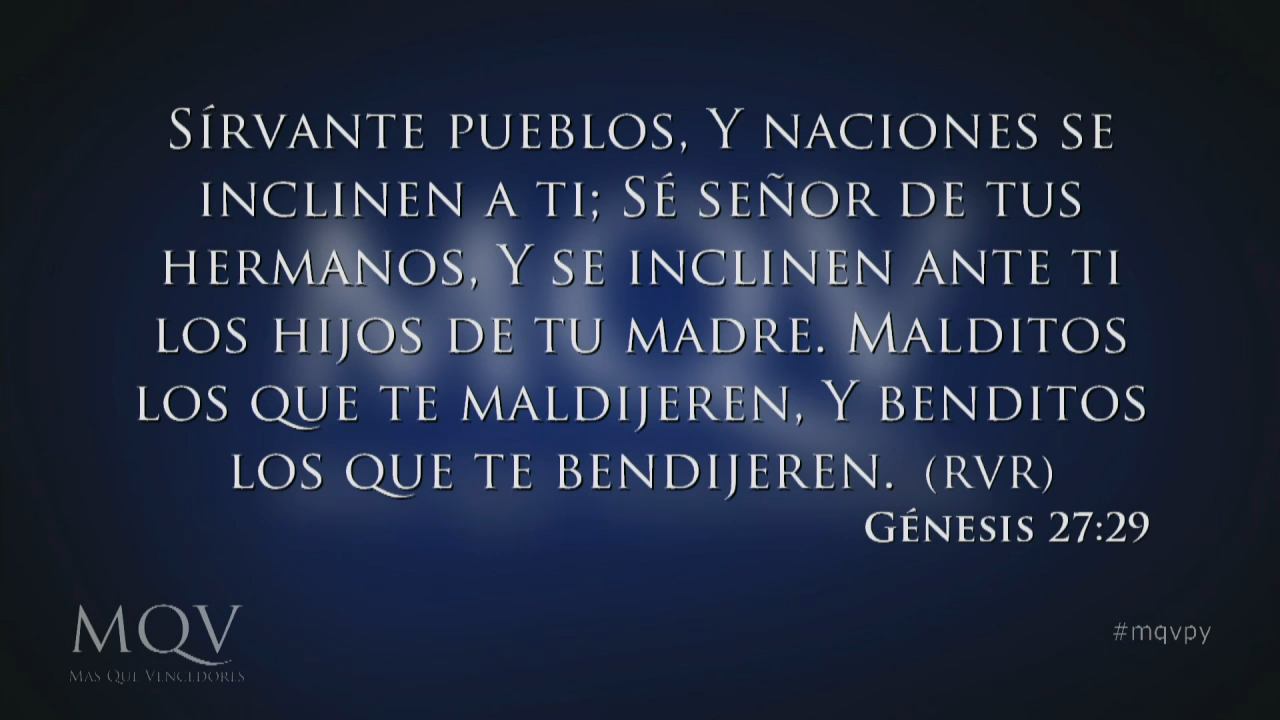 Sírvante pueblos, Y naciones se
inclinen a ti; Sé señor de tus
hermanos, Y se inclinen ante ti
los hijos de tu madre. Malditos
los que te maldijeren, Y benditos
los que te bendijeren. (RVR)
Génesis 27:29
MQV
Mas Que Vencedores
#mqvpy